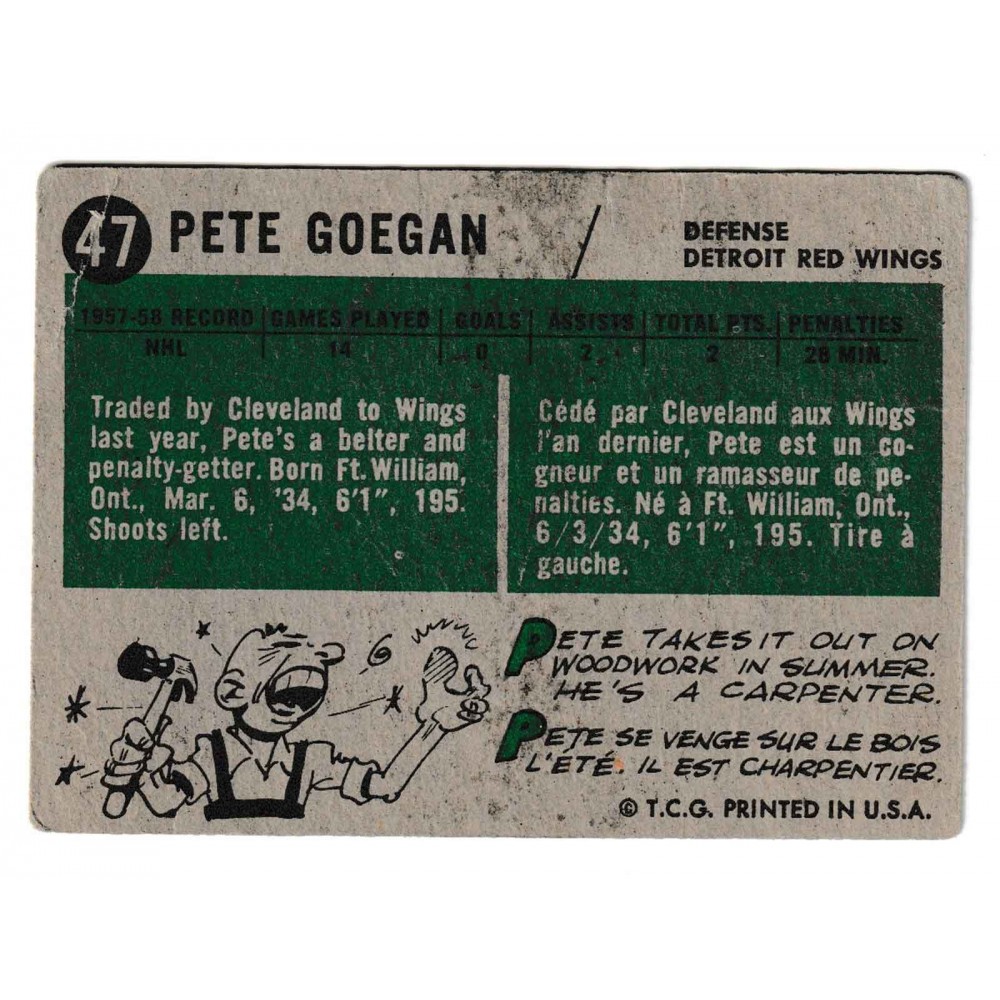 47 PETE GOEGAN
DEFENSE
DETROIT RED WINGS
1957-58 RECORD GAMES PLAYED GOALS ASSISTS TOTAL PTS. PENALTIES
NHL 14 0 2 2 28 MIN.
Traded by Cleveland to Wings
last year, Pete's a belter and
penalty-getter. Born Ft. William,
Ont., Mar. 6, '34, 6'1", 195.
Shoots left.
Cédé par Cleveland aux Wings
l'an dernier, Pete est un co-
gneur et un ramasseur de pe-
nalties. Né à Ft. William, Ont.,
6/3/34, 6'1", 195. Tire à
gauche.
PETE TAKES IT OUT ON
WOODWORK IN SUMMER.
HE'S A CARPENTER.
PETE SE VENGE SUR LE BOIS
L'ÉTÉ. IL EST CHARPENTIER.
© T.C.G. PRINTED IN U.S.A.